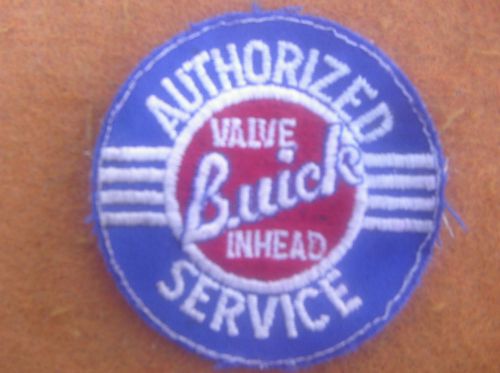 AUTHORIZED
VALVE
Buick
INHEAD
SERVICE